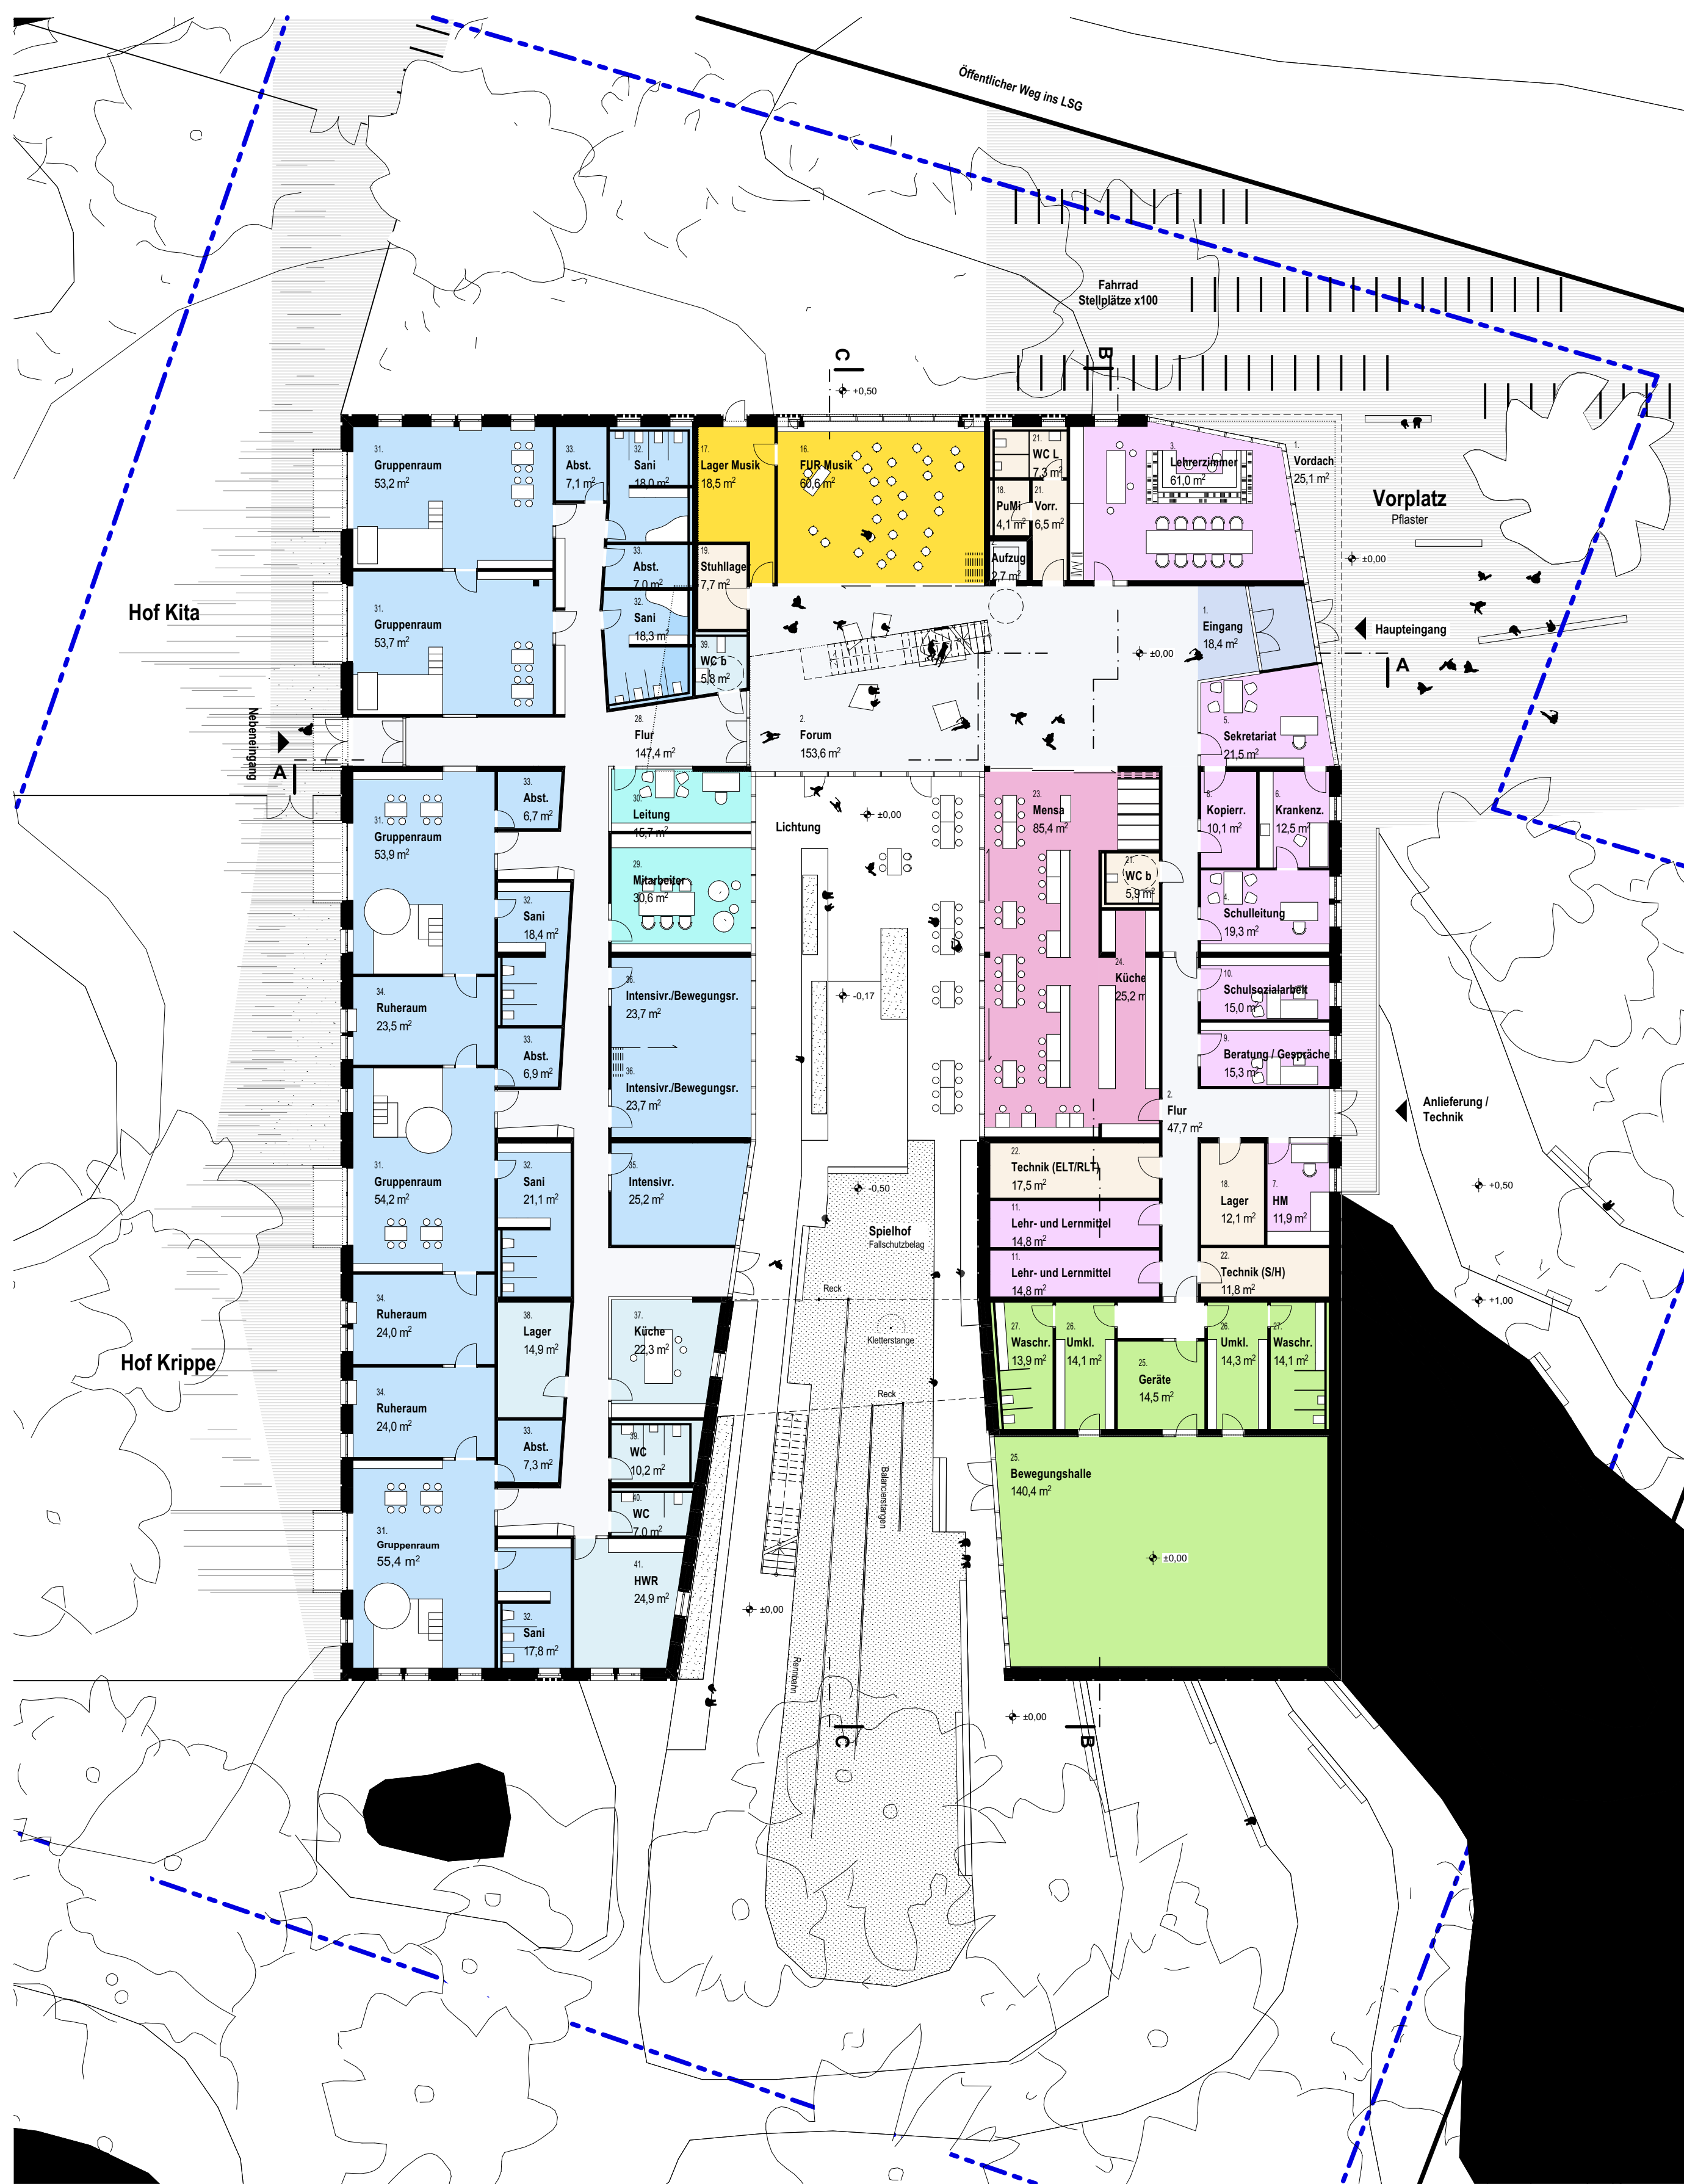 Öffentlicher Weg ins LSG
Fahrrad
Stellplätze x100
C
B
+0,50
31.
Gruppenraum
53,2 m²
33.
Abst.
7,1 m²
32.
Sani
18,0 m²
17.
Lager Musik
18,5 m²
16.
FUR Musik
60,6 m²
21.
WC L
7,3 m²
18.
PuMi
4,1 m²
21.
Vorr.
6,5 m²
3.
Lehrerzimmer
61,0 m²
1.
Vordach
25,1 m²
Vorplatz
Pflaster
±0,00
33.
Abst.
7,0 m²
19.
Stuhllager
7,7 m²
Aufzug
2,7 m²
Hof Kita
31.
Gruppenraum
53,7 m²
32.
Sani
18,3 m²
39.
WC b
5,8 m²
1.
Eingang
18,4 m²
Haupteingang
±0,00
A
Nebeneingang
A
28.
Flur
147,4 m²
2.
Forum
153,6 m²
5.
Sekretariat
21,5 m²
31.
Gruppenraum
53,9 m²
33.
Abst.
6,7 m²
30.
Leitung
15,7 m²
Lichtung
±0,00
23.
Mensa
85,4 m²
8.
Kopierr.
10,1 m²
6.
Krankenz.
12,5 m²
29.
Mitarbeiter
30,6 m²
21.
WC b
5,9 m²
32.
Sani
18,4 m²
4.
Schulleitung
19,3 m²
34.
Ruheraum
23,5 m²
36.
Intensivr./Bewegungsr.
23,7 m²
-0,17
24.
Küche
25,2 m
10.
Schulsozialarbeit
15,0 m²
33.
Abst.
6,9 m²
36.
Intensivr./Bewegungsr.
23,7 m²
9.
Beratung / Gespräche
15,3 m²
2.
Flur
47,7 m²
Anlieferung /
Technik
31.
Gruppenraum
54,2 m²
32.
Sani
21,1 m²
35.
Intensivr.
25,2 m²
-0,50
22.
Technik (ELT/RLT)
17,5 m²
18.
Lager
12,1 m²
7.
HM
11,9 m²
+0,50
Spielhof
Fallschutzbelag
11.
Lehr- und Lernmittel
14,8 m²
11.
Lehr- und Lernmittel
14,8 m²
22.
Technik (S/H)
11,8 m²
Reck
+1,00
34.
Ruheraum
24,0 m²
38.
Lager
14,9 m²
37.
Küche
22,3 m²
Kletterstange
27.
Waschr.
13,9 m²
26.
Umkl.
14,1 m²
25.
Geräte
14,5 m²
26.
Umkl.
14,3 m²
27.
Waschr.
14,1 m²
Hof Krippe
Reck
34.
Ruheraum
24,0 m²
33.
Abst.
7,3 m²
39.
WC
10,2 m²
25.
Bewegungshalle
140,4 m²
Balancierstangen
40.
WC
7,0 m²
31.
Gruppenraum
55,4 m²
±0,00
41.
HWR
24,9 m²
±0,00
32.
Sani
17,8 m²
Rennbahn
±0,00
C
B